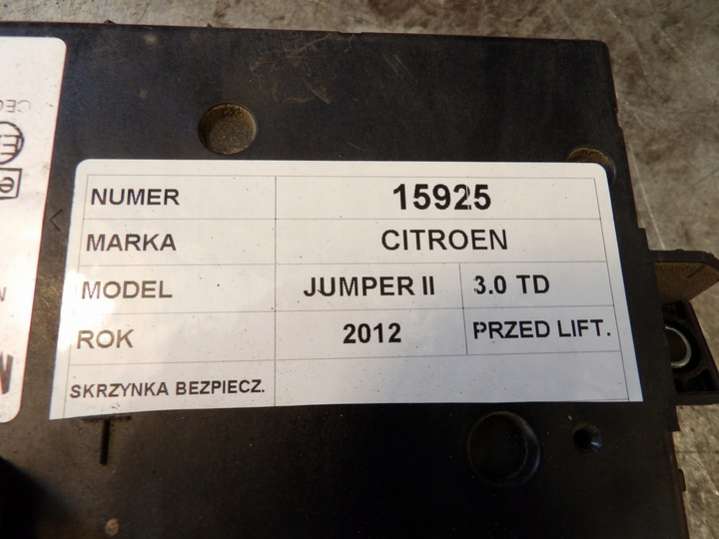 NUMER 15925
MARKA CITROEN
MODEL JUMPER II 3.0 TD
ROK 2012 PRZED LIFT.
SKRZYNKA BEZPIECZ.